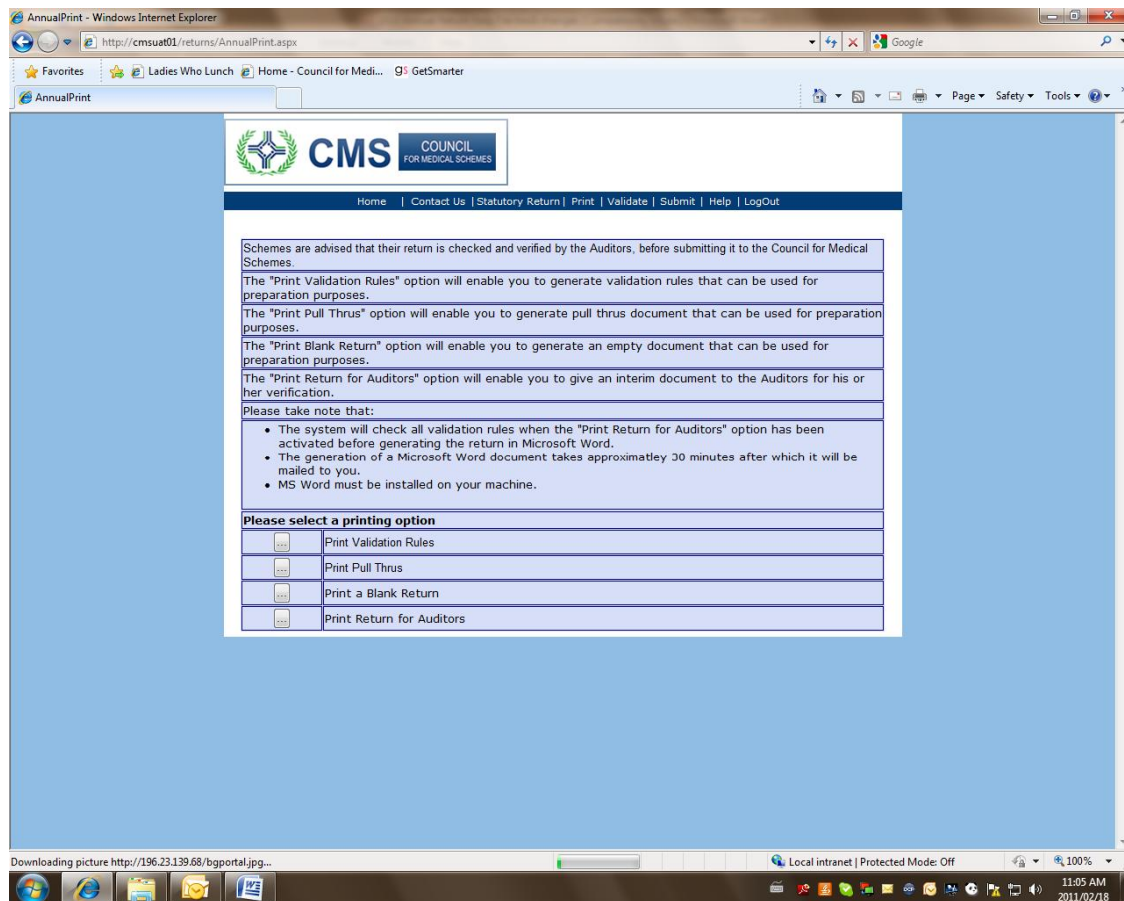 AnnualPrint - Windows Internet Explorer
http://cmsuat01/returns/AnnualPrint.aspx
Google
Favorites
Ladies Who Lunch
Home - Council for Medi...
gs GetSmarter
AnnualPrint
Page
Safety
Tools
CMS
COUNCIL
FOR MEDICAL SCHEMES
Home | Contact Us | Statutory Return | Print | Validate | Submit | Help | LogOut
Schemes are advised that their return is checked and verified by the Auditors, before submitting it to the Council for Medical
Schemes.
The "Print Validation Rules" option will enable you to generate validation rules that can be used for
preparation purposes.
The "Print Pull Thrus" option will enable you to generate pull thrus document that can be used for preparation
purposes.
The "Print Blank Return" option will enable you to generate an empty document that can be used for
preparation purposes.
The "Print Return for Auditors" option will enable you to give an interim document to the Auditors for his or
her verification.
Please take note that:
• The system will check all validation rules when the "Print Return for Auditors" option has been
activated before generating the return in Microsoft Word.
• The generation of a Microsoft Word document takes approximatley 30 minutes after which it will be
mailed to you.
• MS Word must be installed on your machine.
Please select a printing option
... Print Validation Rules
... Print Pull Thrus
... Print a Blank Return
... Print Return for Auditors
Downloading picture http://196.23.139.68/bgportal.jpg...
Local intranet | Protected Mode: Off
100%
11:05 AM
2011/02/18